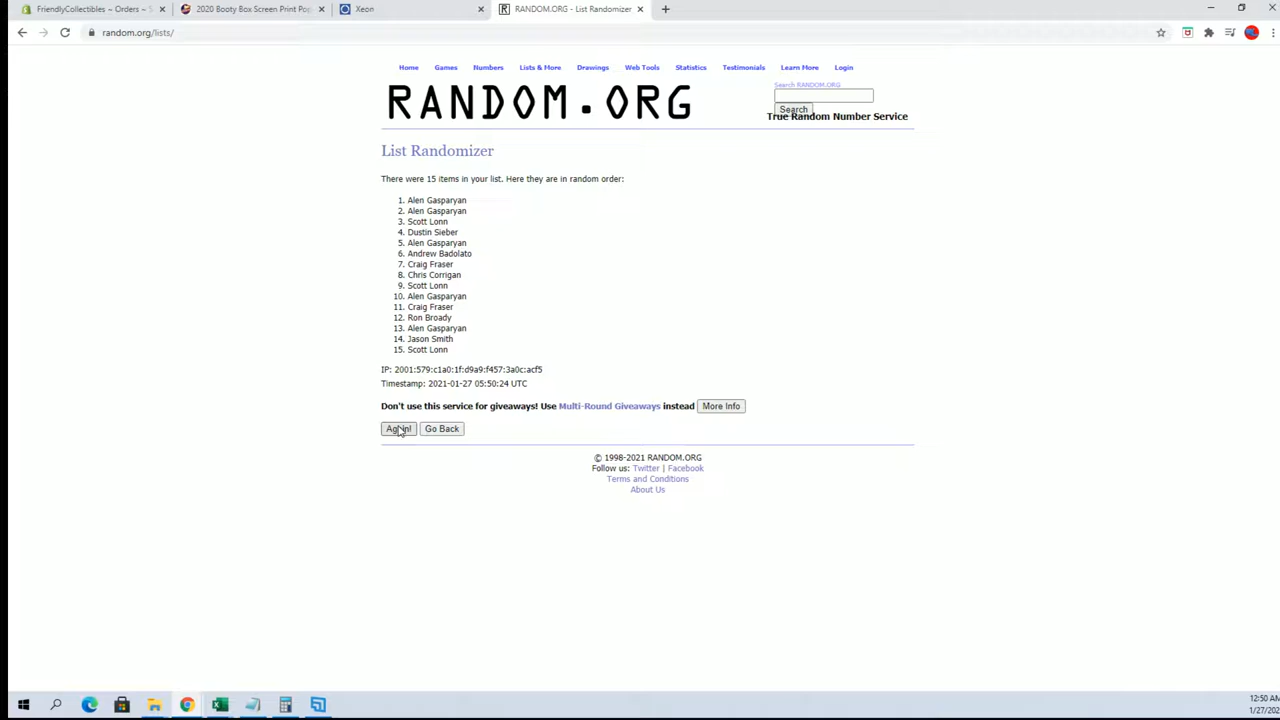 FriendlyCollectibles ~ Orders ~ S
2020 Booty Box Screen Print Pop
Xeon
RANDOM.ORG - List Randomizer
random.org/lists/
Home Games Numbers Lists & More Drawings Web Tools Statistics Testimonials Learn More Login
Search RANDOM.ORG
RANDOM.ORG
Search
True Random Number Service
List Randomizer
There were 15 items in your list. Here they are in random order:
1. Alen Gasparyan
2. Alen Gasparyan
3. Scott Lonn
4. Dustin Sieber
5. Alen Gasparyan
6. Andrew Badolato
7. Craig Fraser
8. Chris Corrigan
9. Scott Lonn
10. Alen Gasparyan
11. Craig Fraser
12. Ron Broady
13. Alen Gasparyan
14. Jason Smith
15. Scott Lonn
IP: 2001:579:c1a0:1f:d9a9:f457:3a0c:acf5
Timestamp: 2021-01-27 05:50:24 UTC
Don't use this service for giveaways! Use Multi-Round Giveaways instead More Info
Again! Go Back
© 1998-2021 RANDOM.ORG
Follow us: Twitter | Facebook
Terms and Conditions
About Us
12:50 AM
1/27/202